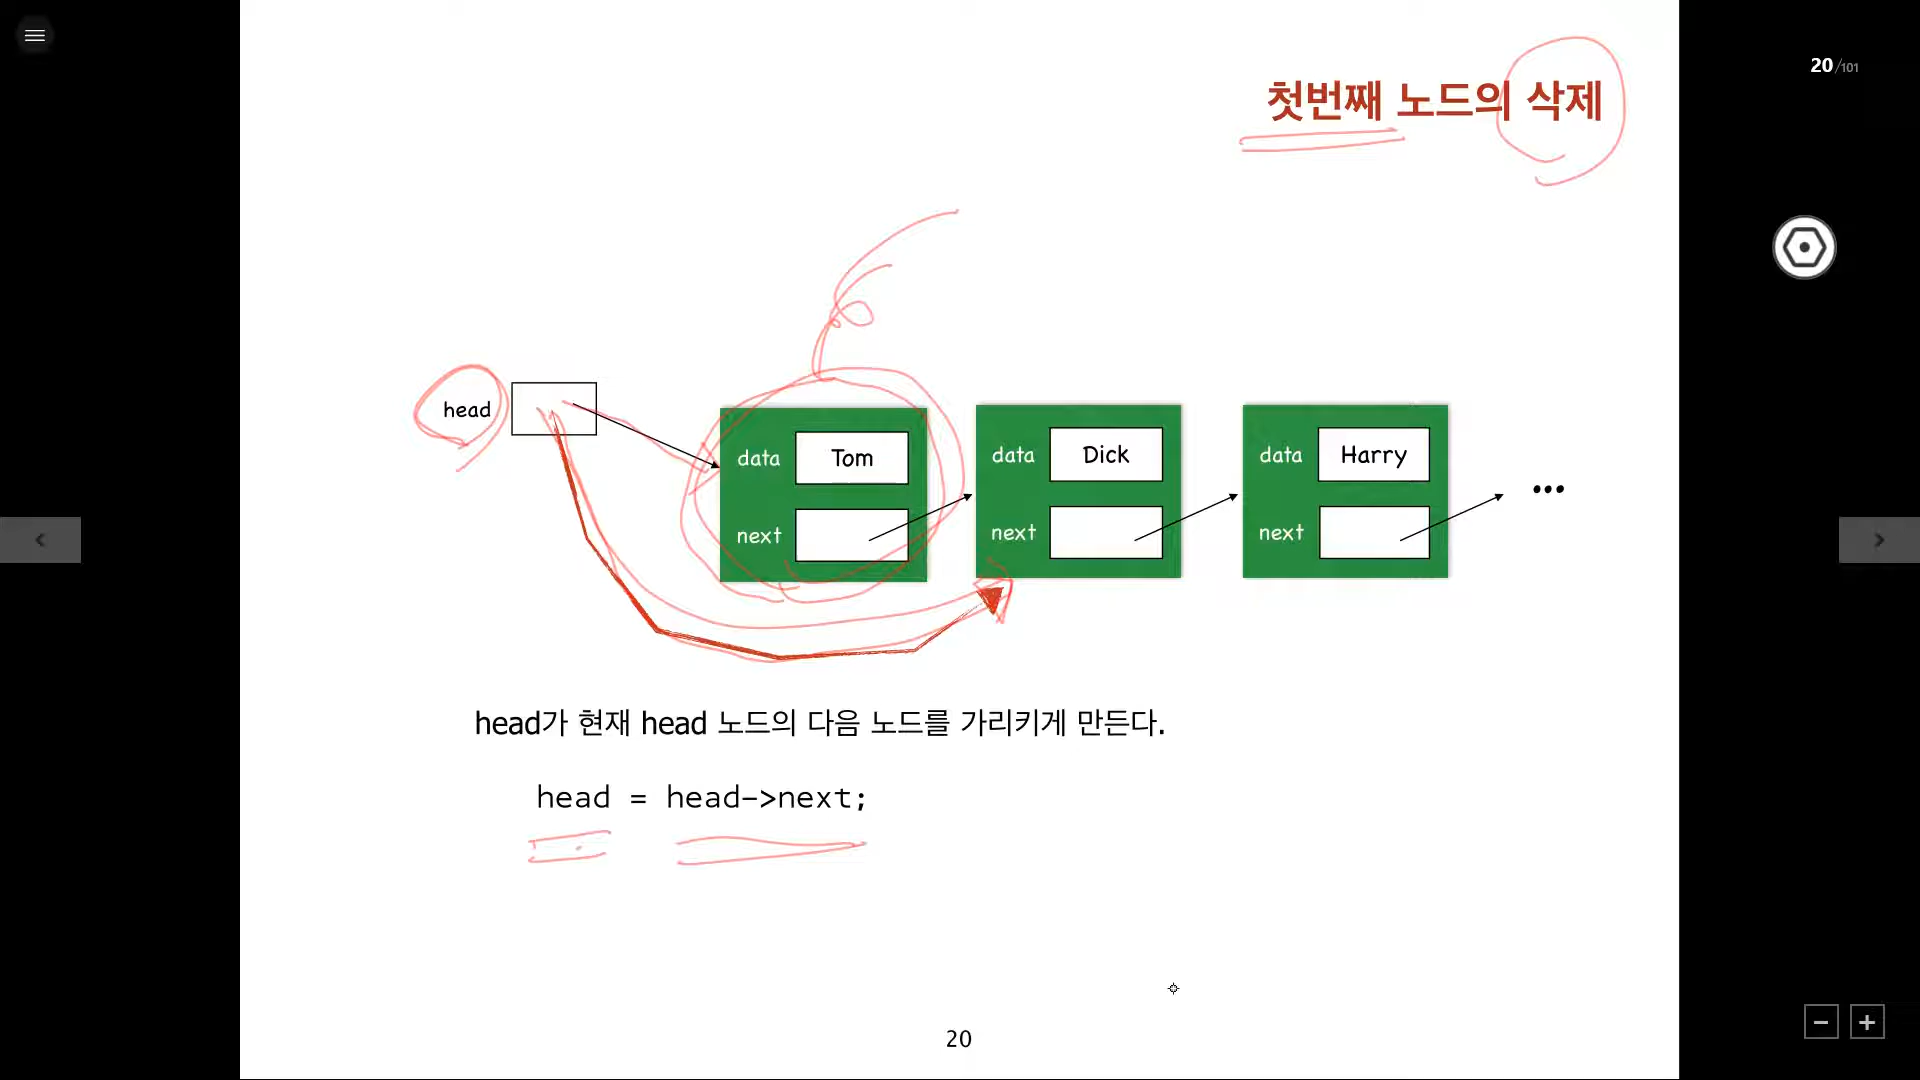 20/101
첫번째 노드의 삭제
head
data Tom
next
data Dick
next
data Harry
next
...
head가 현재 head 노드의 다음 노드를 가리키게 만든다.
head = head->next;
20